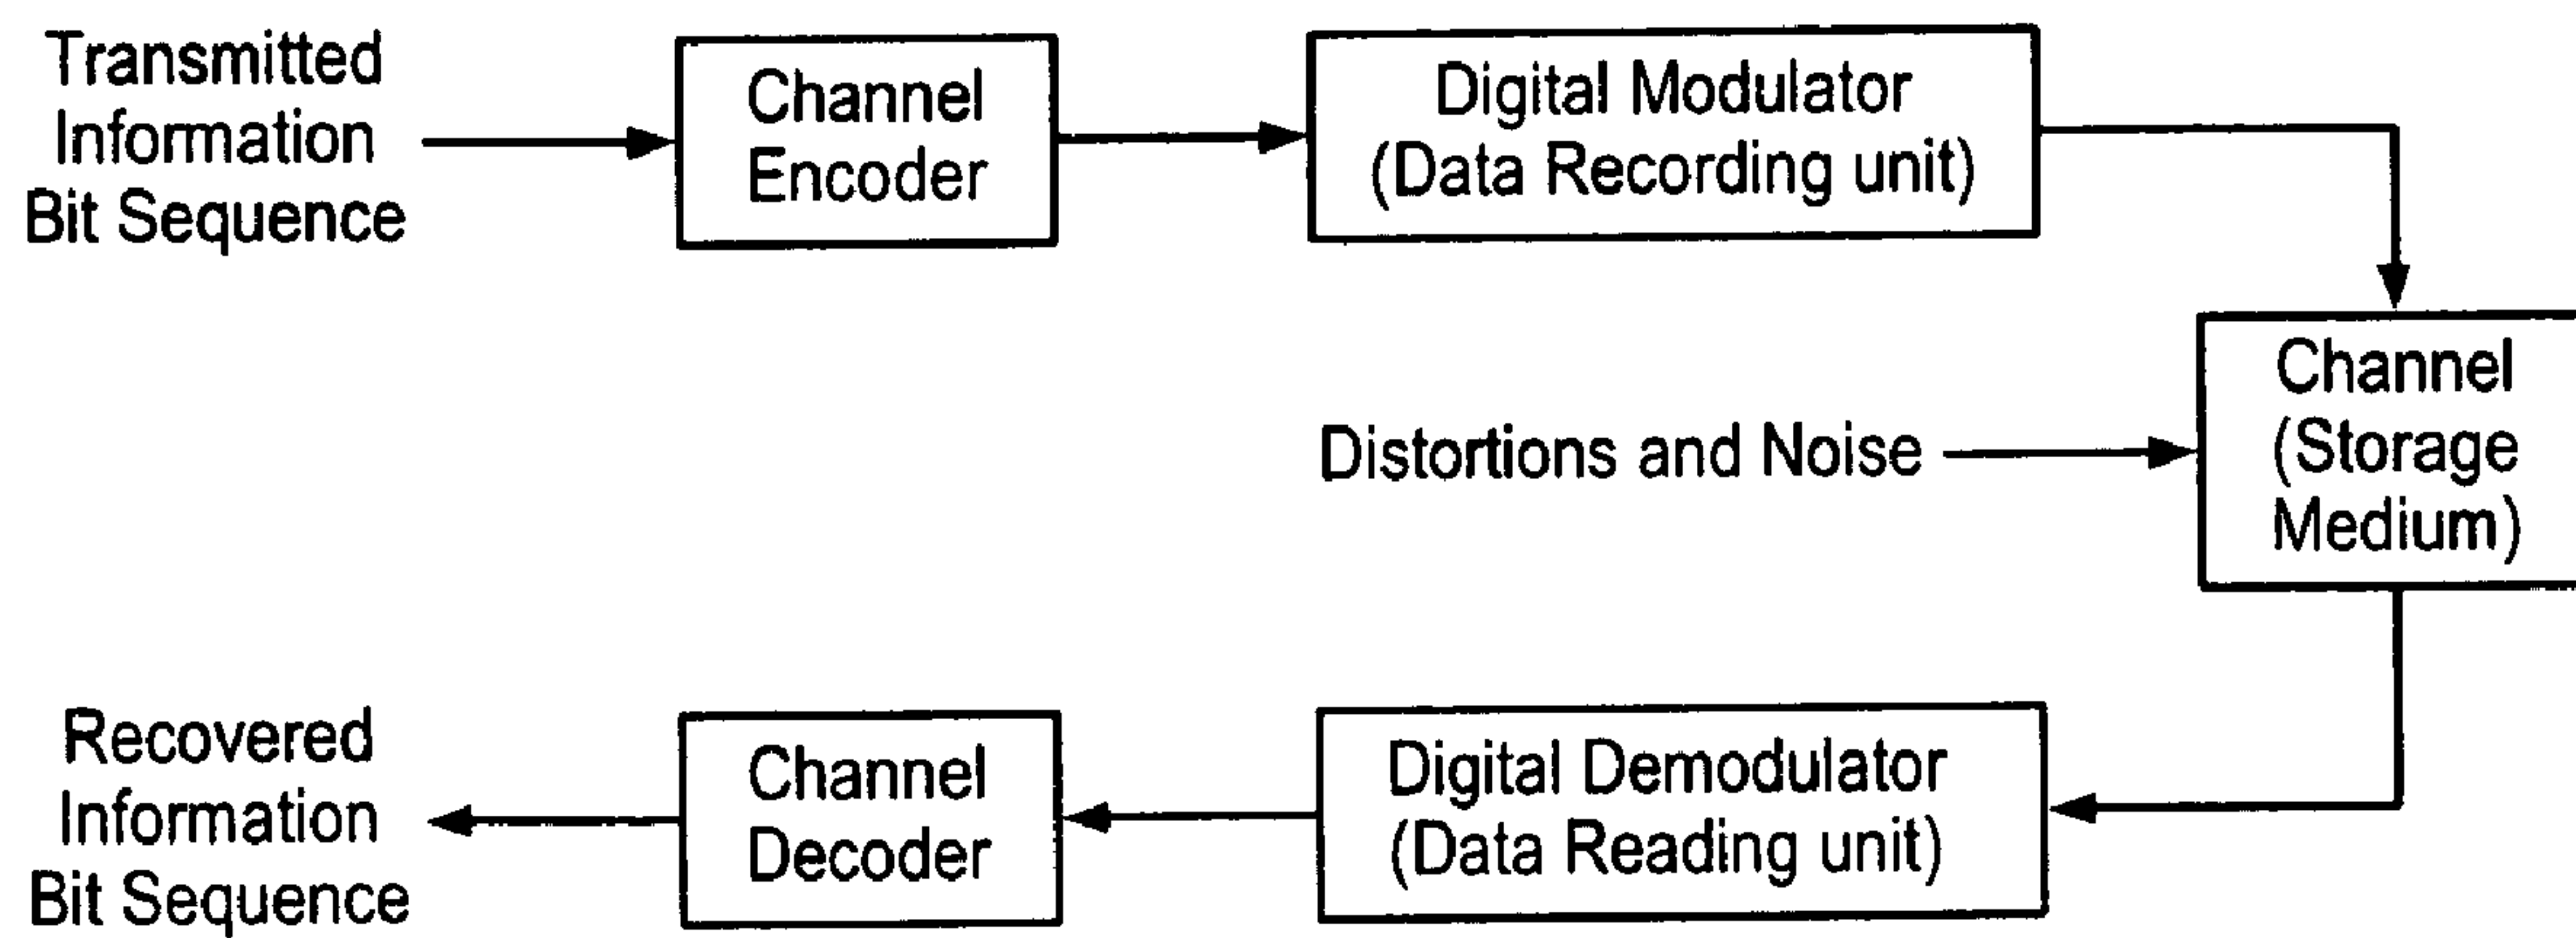 Transmitted
Information
Bit Sequence
Channel
Encoder
Digital Modulator
(Data Recording unit)
Channel
(Storage
Medium)
Distortions and Noise
Recovered
Information
Bit Sequence
Channel
Decoder
Digital Demodulator
(Data Reading unit)